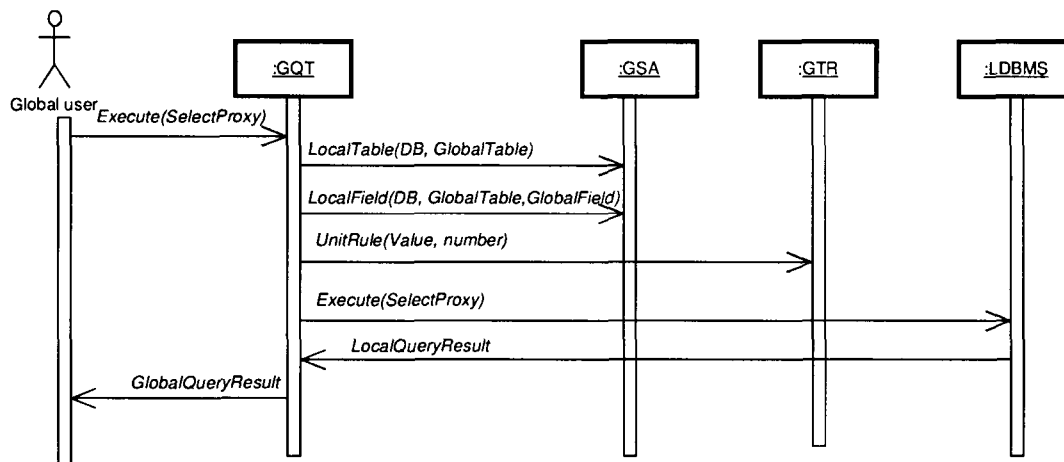 :GQT
:GSA
:GTR
:LDBMS
Global user
Execute(SelectProxy)
LocalTable(DB, GlobalTable)
LocalField(DB, GlobalTable,GlobalField)
UnitRule(Value, number)
Execute(SelectProxy)
LocalQueryResult
GlobalQueryResult